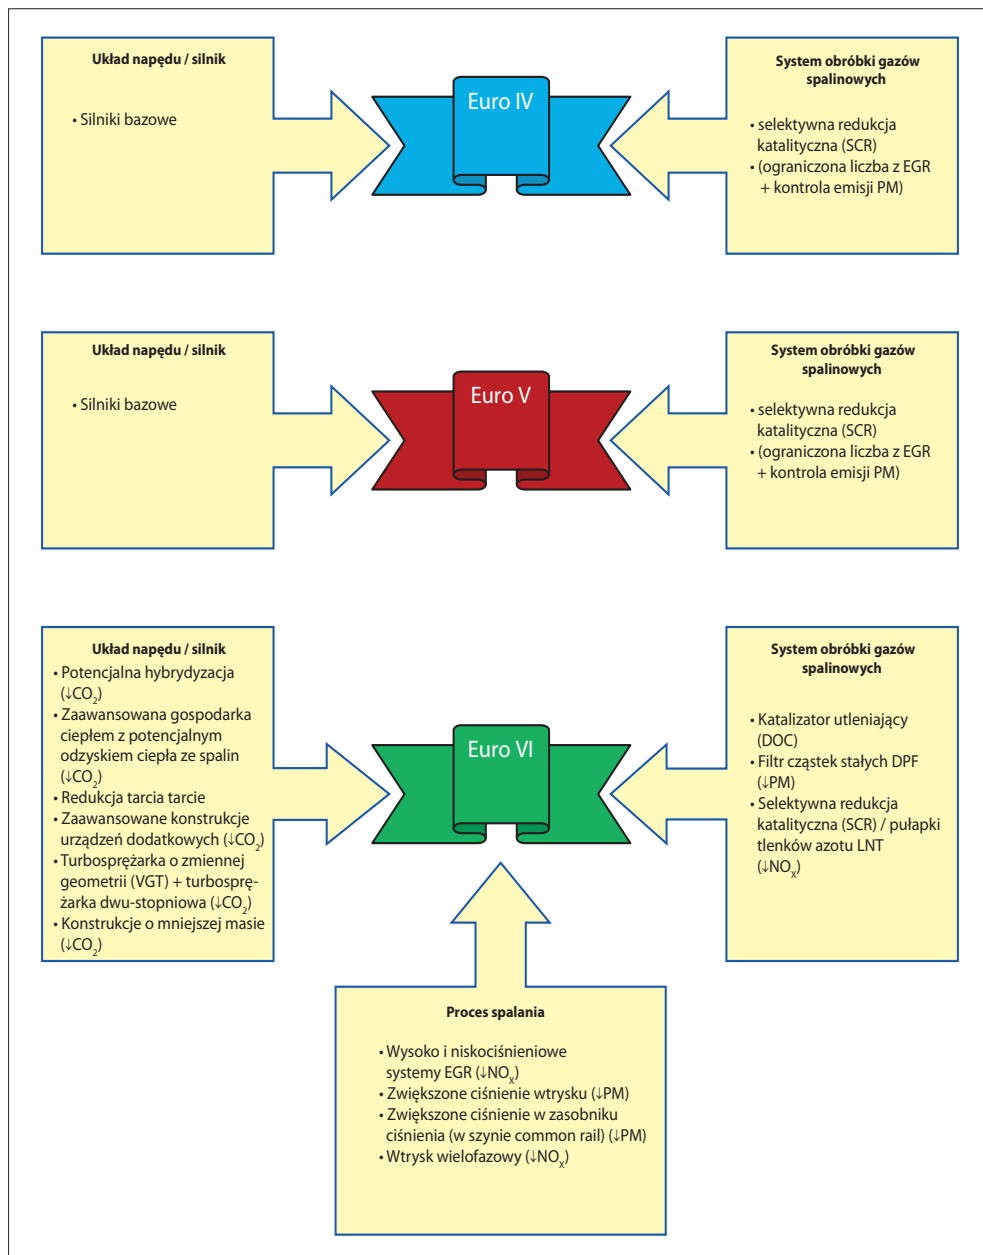 Układ napędu / silnik
• Silniki bazowe
Euro IV
System obróbki gazów
spalinowych
• selektywna redukcja
katalityczna (SCR)
• (ograniczona liczba z EGR
+ kontrola emisji PM)
Układ napędu / silnik
• Silniki bazowe
Euro V
System obróbki gazów
spalinowych
• selektywna redukcja
katalityczna (SCR)
• (ograniczona liczba z EGR
+ kontrola emisji PM)
Układ napędu / silnik
• Potencjalna hybrydyzacja
(↓CO₂)
• Zaawansowana gospodarka
ciepłem z potencjalnym
odzyskiem ciepła ze spalin
(↓CO₂)
• Redukcja tarcia tarcie
• Zaawansowane konstrukcje
urządzeń dodatkowych (↓CO₂)
• Turbosprężarka o zmiennej
geometrii (VGT) + turbosprę-
żarka dwu-stopniowa (↓CO₂)
• Konstrukcje o mniejszej masie
(↓CO₂)
Euro VI
System obróbki gazów
spalinowych
• Katalizator utleniający
(DOC)
• Filtr cząstek stałych DPF
(↓PM)
• Selektywna redukcja
katalityczna (SCR) / pułapki
tlenków azotu LNT
(↓NOₓ)
Proces spalania
• Wysoko i niskociśnieniowe
systemy EGR (↓NOₓ)
• Zwiększone ciśnienie wtrysku (↓PM)
• Zwiększone ciśnienie w zasobniku
ciśnienia (w szynie common rail) (↓PM)
• Wtrysk wielofazowy (↓NOₓ)